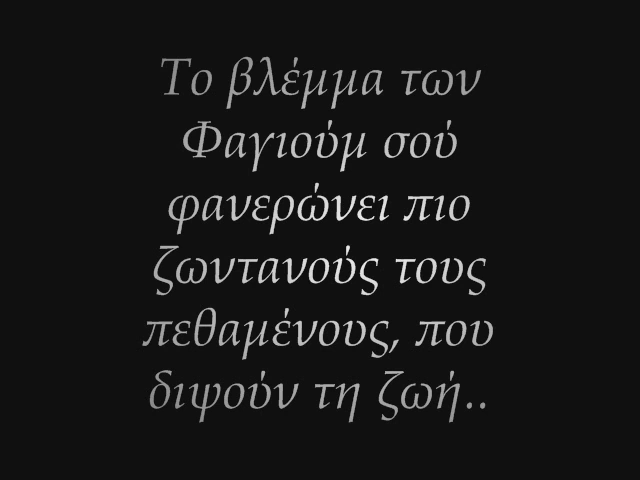 Το βλέμμα των
Φαγιούμ σού
φανερώνει πιο
ζωντανούς τους
πεθαμένους, που
διψούν τη ζωή..